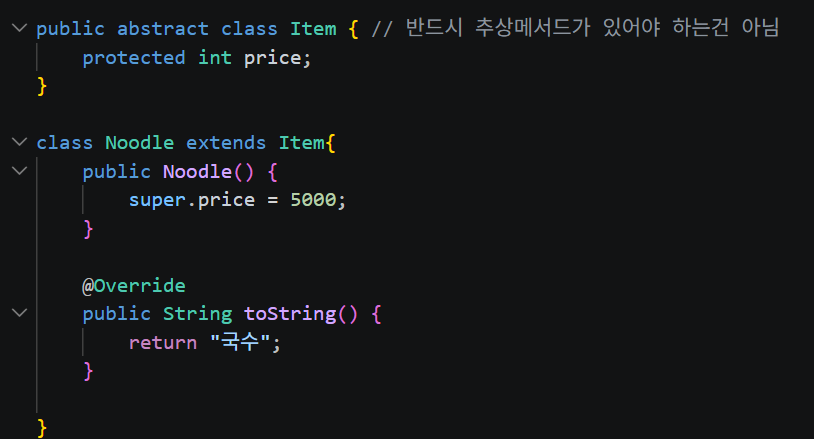 public abstract class Item { // 반드시 추상메서드가 있어야 하는건 아님
protected int price;
}
class Noodle extends Item{
public Noodle() {
super.price = 5000;
}
@Override
public String toString() {
return "국수";
}
}